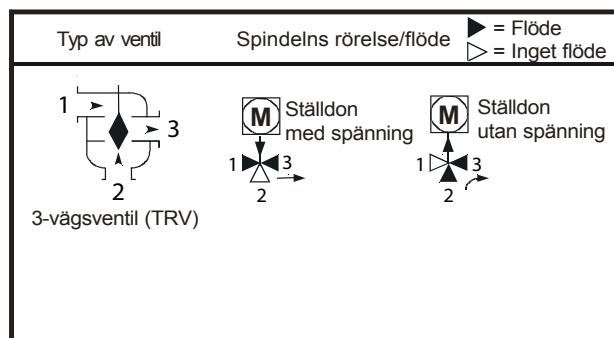 Typ av ventil
Spindelns rörelse/flöde
= Flöde
= Inget flöde
1
3
2
3-vägsventil (TRV)
M
Ställdon
med spänning
1
3
2
M
Ställdon
utan spänning
1
3
2